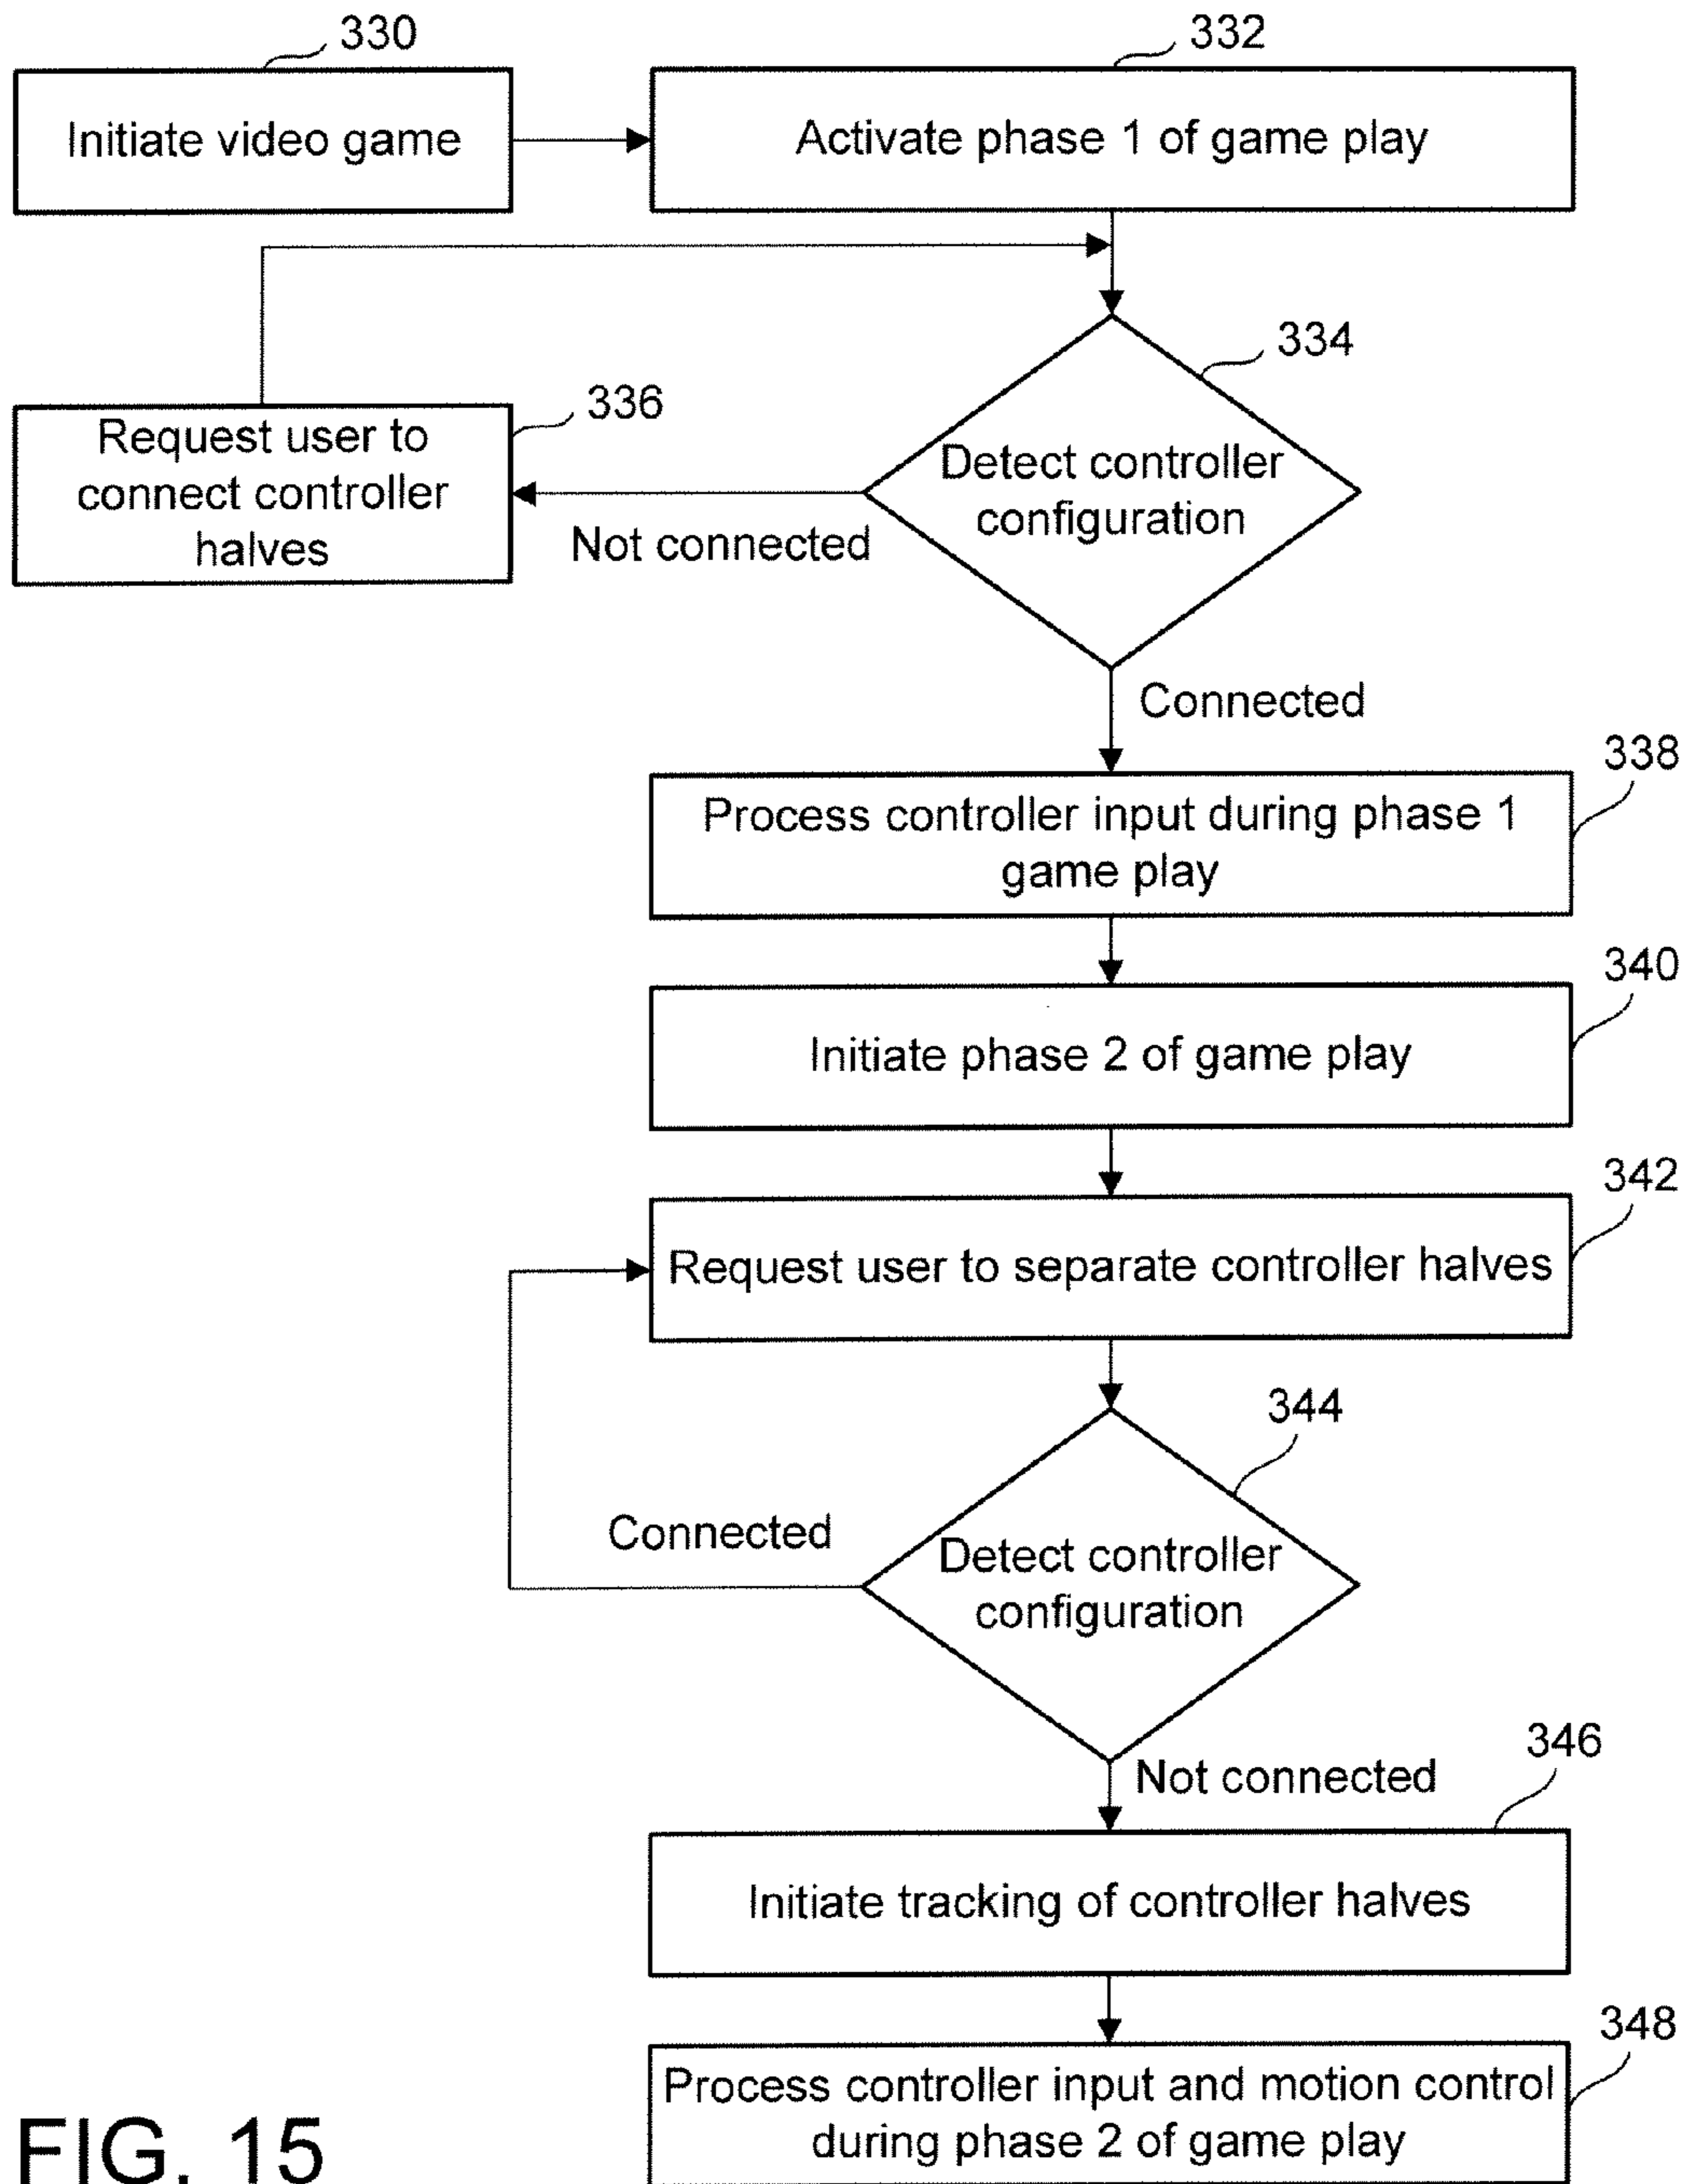 330
332
Initiate video game
Activate phase 1 of game play
334
336
Request user to
connect controller
halves
Detect controller
configuration
Not connected
Connected
338
Process controller input during phase 1
game play
340
Initiate phase 2 of game play
342
Request user to separate controller halves
344
Connected
Detect controller
configuration
346
Not connected
Initiate tracking of controller halves
348
Process controller input and motion control
during phase 2 of game play
FIG. 15